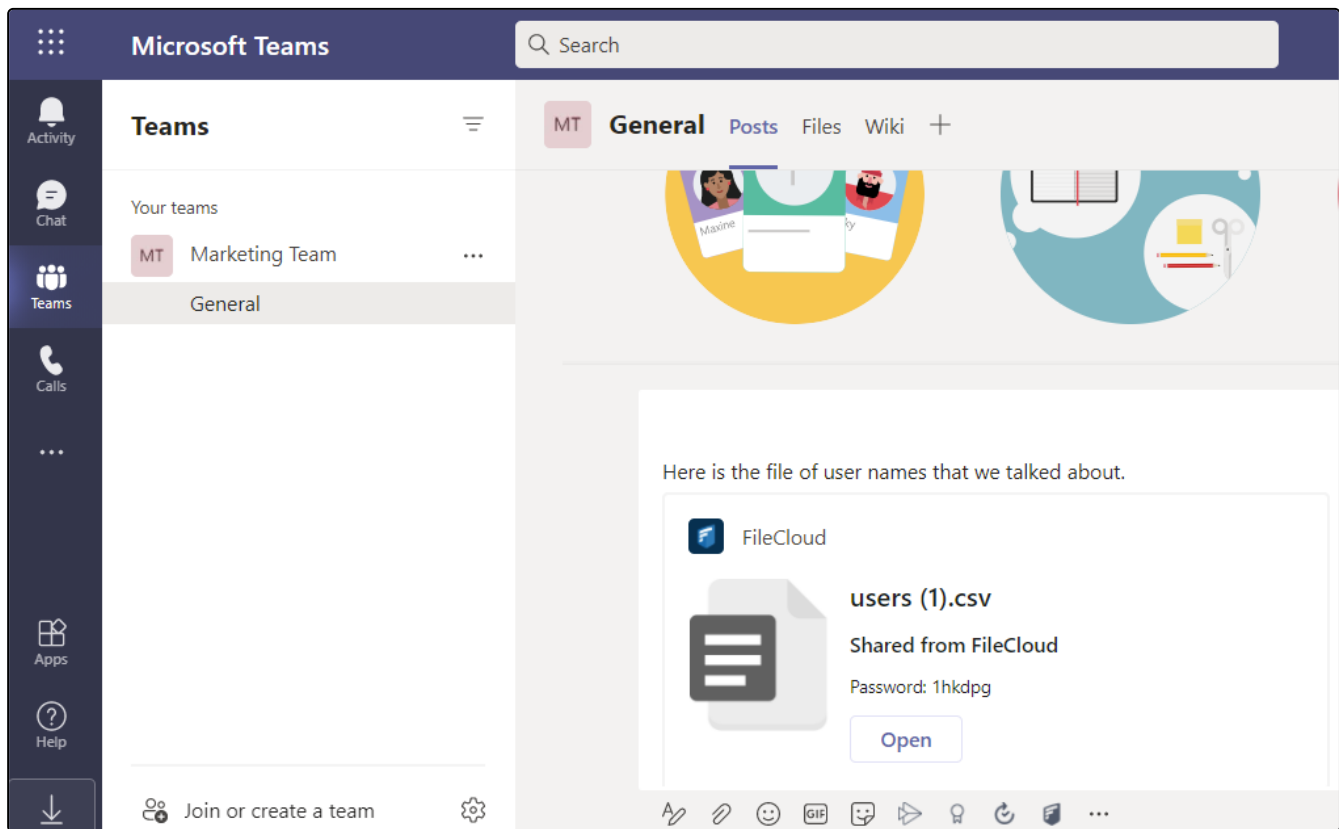 Microsoft Teams
Search
Activity
Chat
Teams
Calls
Apps
Help
Teams
Your teams
MT Marketing Team
General
Join or create a team
MT General Posts Files Wiki
Maxine
ky
Here is the file of user names that we talked about.
FileCloud
users (1).csv
Shared from FileCloud
Password: 1hkdpg
Open
GIF